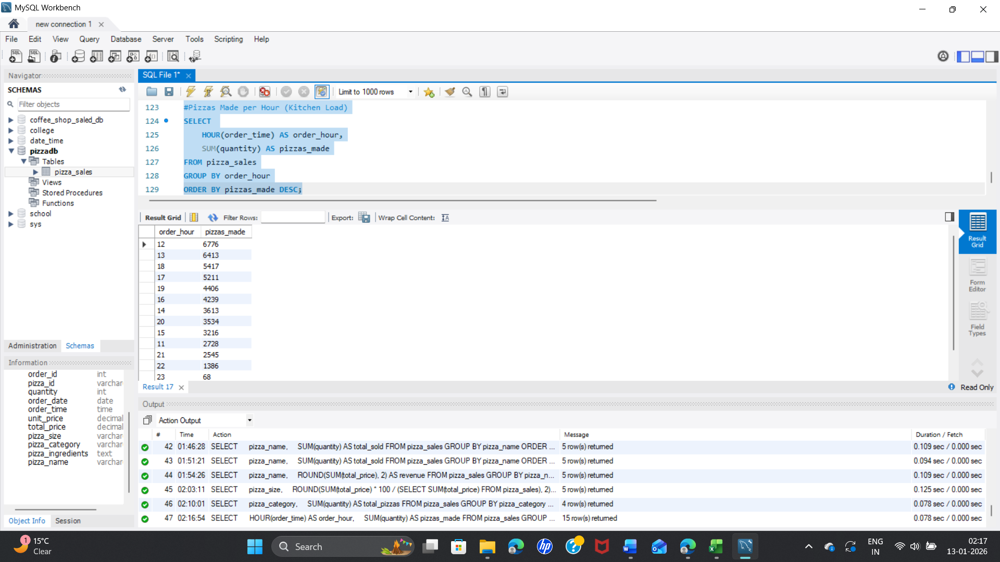 MySQL Workbench
new connection 1
File Edit View Query Database Server Tools Scripting Help
Navigator
SCHEMAS
Filter objects
coffee_shop_saled_db
college
date_time
pizzadb
Tables
pizza_sales
Views
Stored Procedures
Functions
school
sys
Administration Schemas
Information
order_id int
pizza_id varchar
quantity int
order_date date
order_time time
unit_price decimal
total_price decimal
pizza_size varchar
pizza_category varchar
pizza_ingredients text
pizza_name varchar
Object Info Session
SQL File 1*
Limit to 1000 rows
123 #Pizzas Made per Hour (Kitchen Load)
124 SELECT
125 HOUR(order_time) AS order_hour,
126 SUM(quantity) AS pizzas_made
127 FROM pizza_sales
128 GROUP BY order_hour
129 ORDER BY pizzas_made DESC;
Result Grid Filter Rows: Export: Wrap Cell Content:
order_hour pizzas_made
12 6776
13 6413
18 5417
17 5211
19 4406
16 4239
14 3613
20 3534
15 3216
11 2728
21 2545
22 1386
23 68
Result Grid
Form Editor
Field Types
Result 17
Read Only
Output
Action Output
# Time Action Message Duration / Fetch
42 01:46:28 SELECT pizza_name, SUM(quantity) AS total_sold FROM pizza_sales GROUP BY pizza_name ORDER ... 5 row(s) returned 0.109 sec / 0.000 sec
43 01:51:21 SELECT pizza_name, SUM(quantity) AS total_sold FROM pizza_sales GROUP BY pizza_name ORDER ... 5 row(s) returned 0.094 sec / 0.000 sec
44 01:54:26 SELECT pizza_name, ROUND(SUM(total_price), 2) AS revenue FROM pizza_sales GROUP BY pizza_n... 5 row(s) returned 0.109 sec / 0.000 sec
45 02:03:11 SELECT pizza_size, ROUND(SUM(total_price) * 100 / (SELECT SUM(total_price) FROM pizza_sales), 2)... 5 row(s) returned 0.125 sec / 0.000 sec
46 02:10:01 SELECT pizza_category, SUM(quantity) AS total_pizzas FROM pizza_sales GROUP BY pizza_category ... 4 row(s) returned 0.078 sec / 0.000 sec
47 02:16:54 SELECT HOUR(order_time) AS order_hour, SUM(quantity) AS pizzas_made FROM pizza_sales GROUP ... 15 row(s) returned 0.078 sec / 0.000 sec
1
15°C
Clear
Search
ENG
IN
02:17
13-01-2026